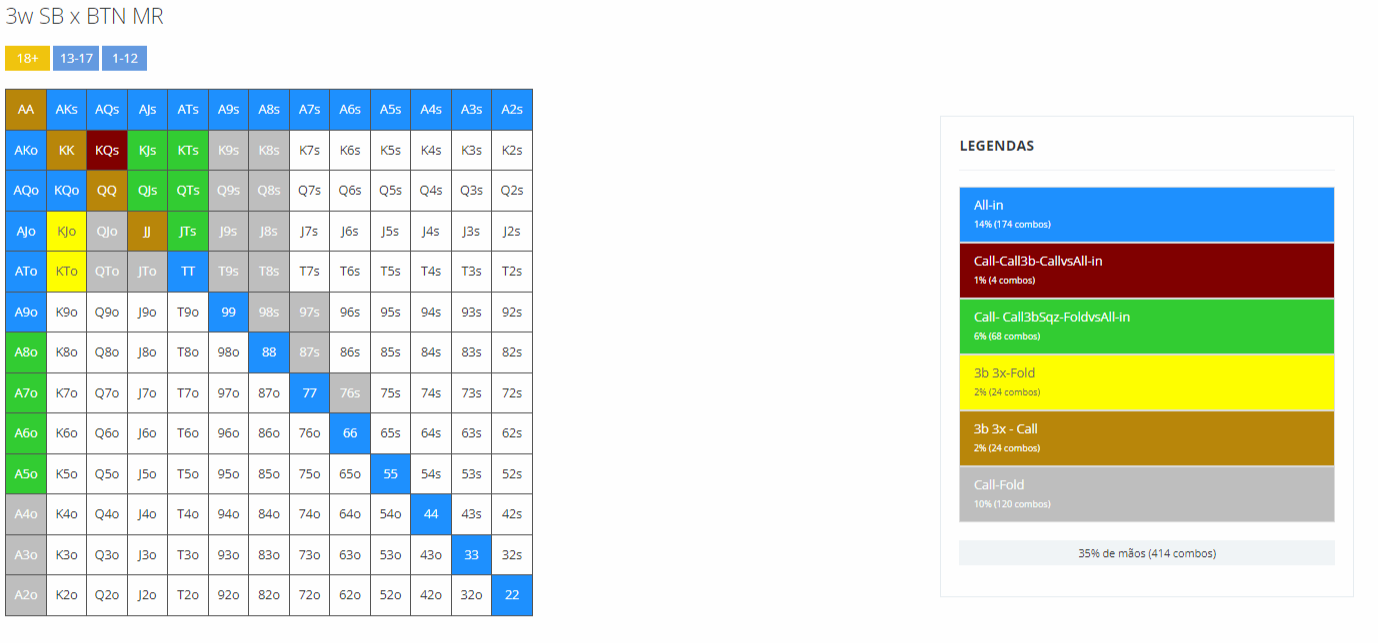 3w SB x BTN MR
18+ 13-17 1-12
AA AKs AQs AJs ATs A9s A8s A7s A6s A5s A4s A3s A2s
AKo KK KQs KJs KTs K9s K8s K7s K6s K5s K4s K3s K2s
AQo KQo QQ QJs QTs Q9s Q8s Q7s Q6s Q5s Q4s Q3s Q2s
AJo KJo QJo JJ JTs J9s J8s J7s J6s J5s J4s J3s J2s
ATo KTo QTo JTo TT T9s T8s T7s T6s T5s T4s T3s T2s
A9o K9o Q9o J9o T9o 99 98s 97s 96s 95s 94s 93s 92s
A8o K8o Q8o J8o T8o 98o 88 87s 86s 85s 84s 83s 82s
A7o K7o Q7o J7o T7o 97o 87o 77 76s 75s 74s 73s 72s
A6o K6o Q6o J6o T6o 96o 86o 76o 66 65s 64s 63s 62s
A5o K5o Q5o J5o T5o 95o 85o 75o 65o 55 54s 53s 52s
A4o K4o Q4o J4o T4o 94o 84o 74o 64o 54o 44 43s 42s
A3o K3o Q3o J3o T3o 93o 83o 73o 63o 53o 43o 33 32s
A2o K2o Q2o J2o T2o 92o 82o 72o 62o 52o 42o 32o 22
LEGENDAS
All-in
14% (174 combos)
Call-Call3b-CallvsAll-in
1% (4 combos)
Call- Call3bSqz-FoldvsAll-in
6% (68 combos)
3b 3x-Fold
2% (24 combos)
3b 3x - Call
2% (24 combos)
Call-Fold
10% (120 combos)
35% de mãos (414 combos)